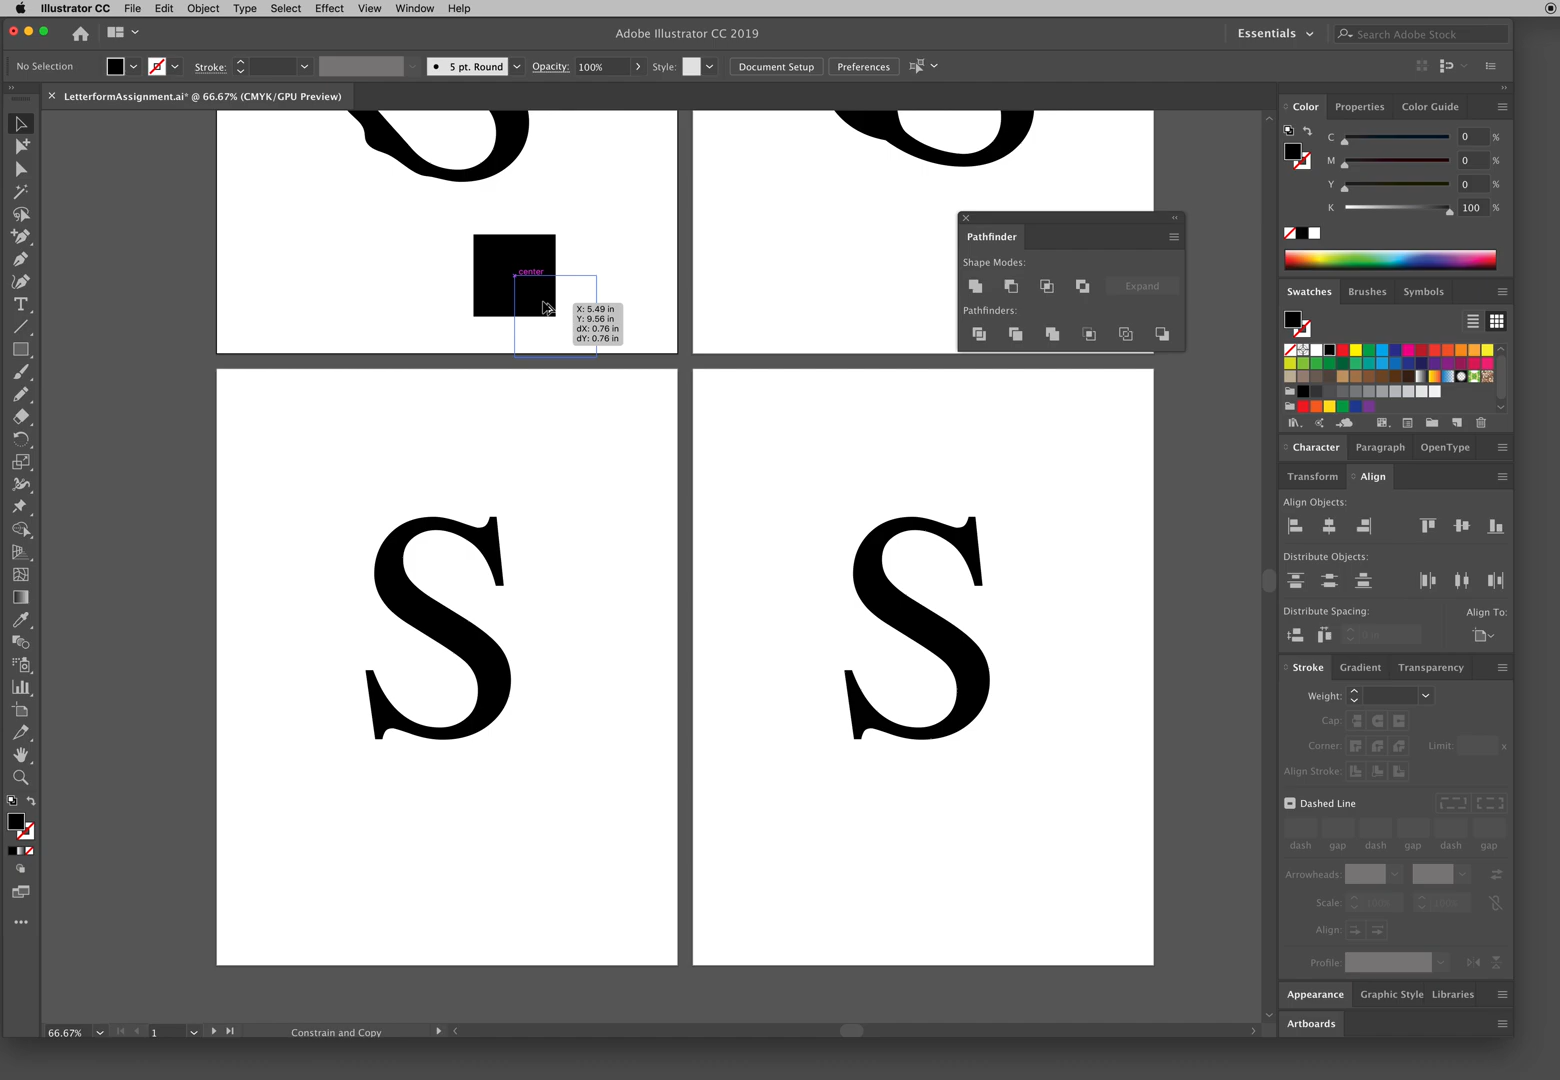 Illustrator CC File Edit Object Type Select Effect View Window Help
Adobe Illustrator CC 2019
Essentials
Search Adobe Stock
No Selection
Stroke:
5 pt. Round
Opacity: 100%
Style:
Document Setup
Preferences
LetterformAssignment.ai* @ 66.67% (CMYK/GPU Preview)
Color Properties Color Guide
C 0 %
M 0 %
Y 0 %
K 100 %
Pathfinder
Shape Modes:
Expand
Pathfinders:
center
X: 5.49 in
Y: 9.56 in
dX: 0.76 in
dY: 0.76 in
Swatches Brushes Symbols
Character Paragraph OpenType
Transform Align
Align Objects:
Distribute Objects:
Distribute Spacing:
Align To:
0 in
S S
Stroke Gradient Transparency
Weight:
Cap:
Corner:
Limit:
x
Align Stroke:
Dashed Line
dash gap dash gap dash gap
Arrowheads:
Scale: 100% 100%
Align:
Profile:
Appearance Graphic Style Libraries
Artboards
66.67%
1
Constrain and Copy